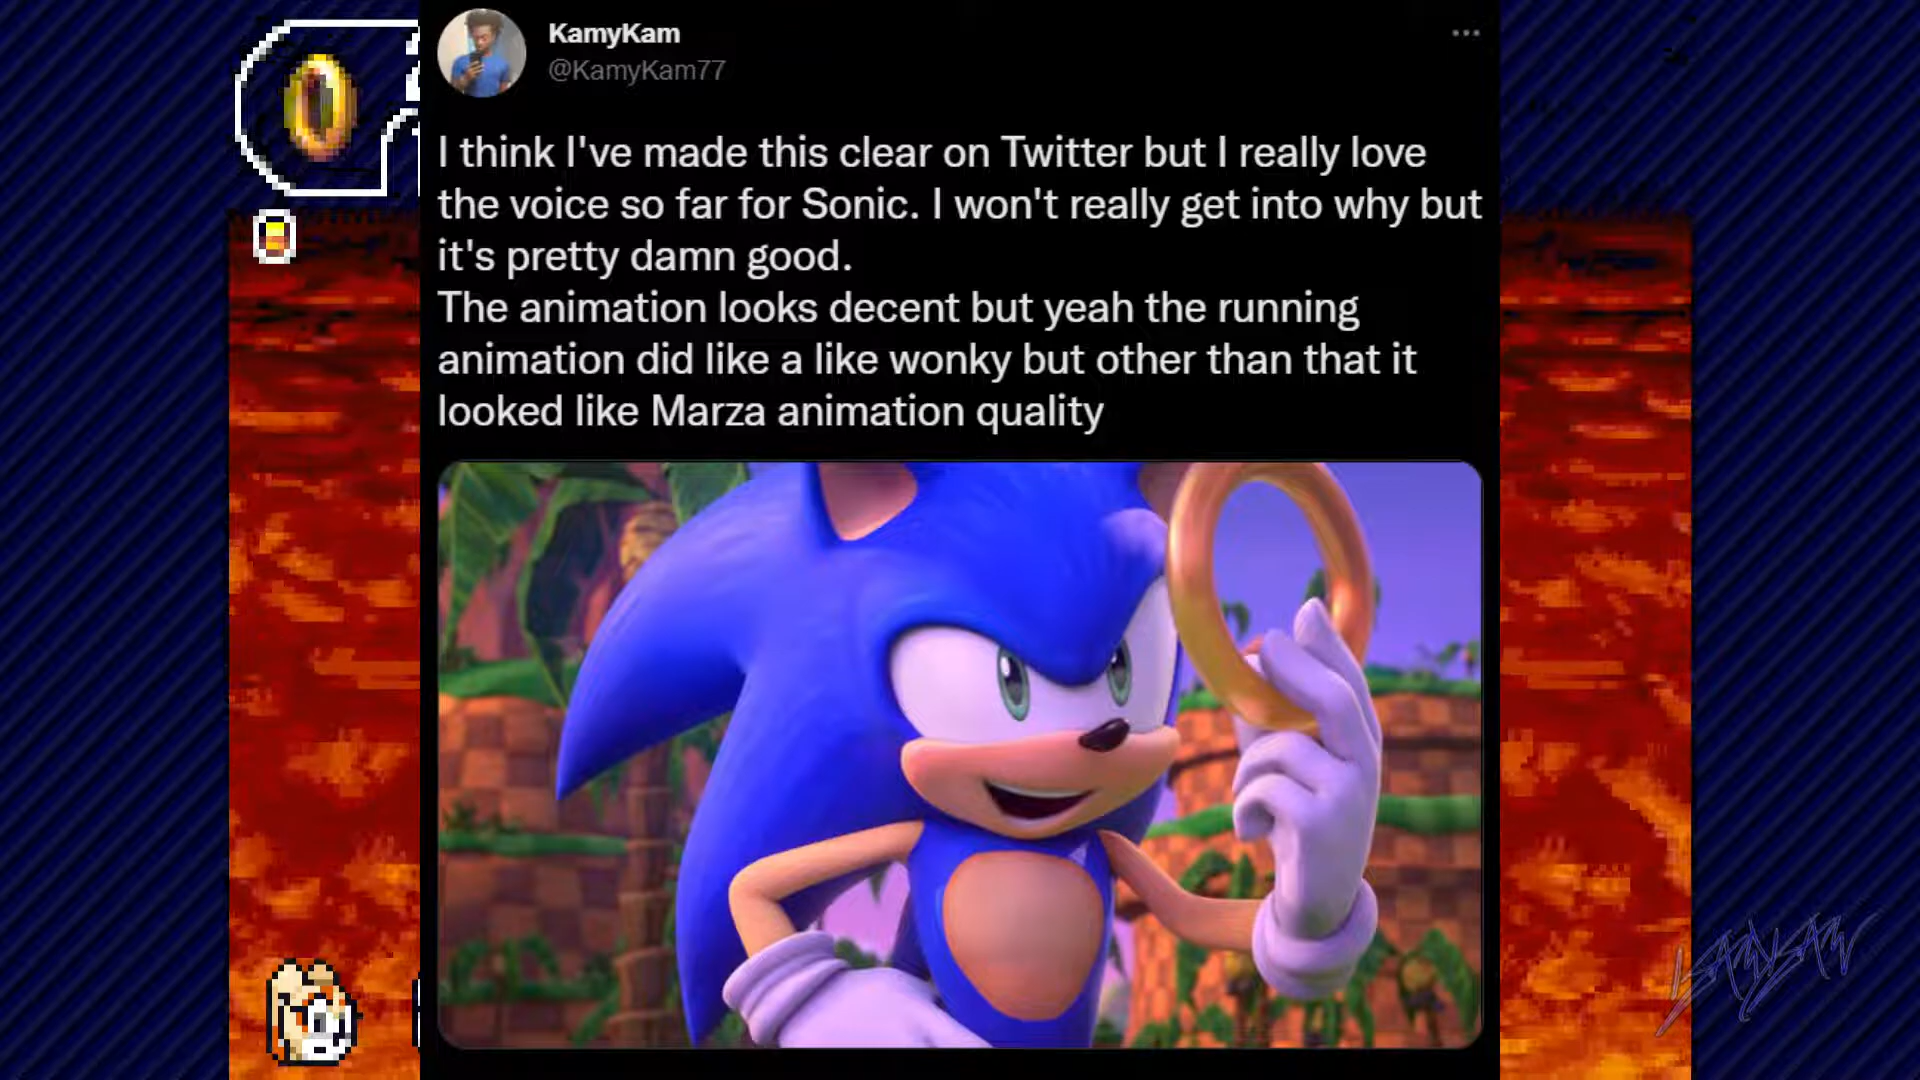 KamyKam
@KamyKam77
I think I've made this clear on Twitter but I really love
the voice so far for Sonic. I won't really get into why but
it's pretty damn good.
The animation looks decent but yeah the running
animation did like a like wonky but other than that it
looked like Marza animation quality
KAMYKAM